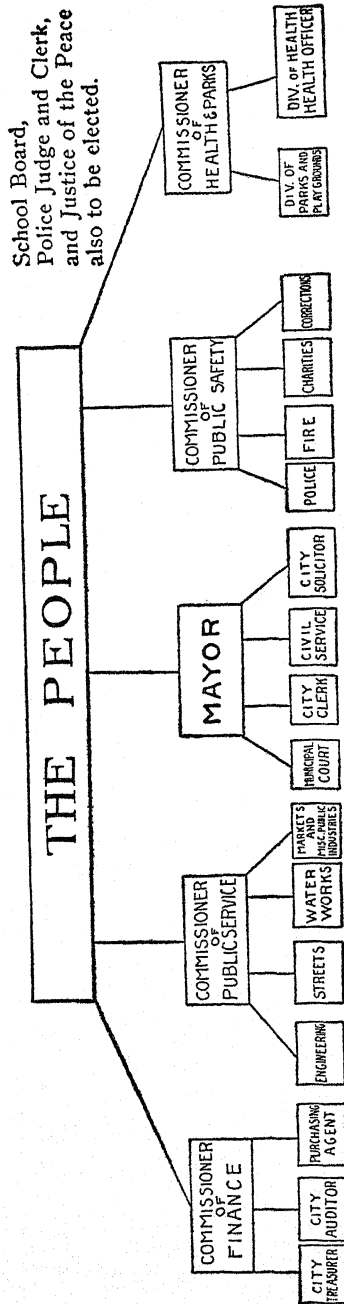 School Board,
Police Judge and Clerk,
and Justice of the Peace
also to be elected.
THE PEOPLE
COMMISSIONER
OF
FINANCE
CITY
TREASURER
CITY
AUDITOR
PURCHASING
AGENT
COMMISSIONER
OF
PUBLIC SERVICE
ENGINEERING
STREETS
WATER
WORKS
MARKETS
AND
MISC. PUBLIC
INDUSTRIES
MAYOR
MUNICIPAL
COURT
CITY
CLERK
CIVIL
SERVICE
CITY
SOLICITOR
COMMISSIONER
OF
PUBLIC SAFETY
POLICE
FIRE
CHARITIES
CORRECTIONS
COMMISSIONER
OF
HEALTH & PARKS
DIV. OF
PARKS AND
PLAY GROUNDS
DIV. OF HEALTH
HEALTH OFFICER